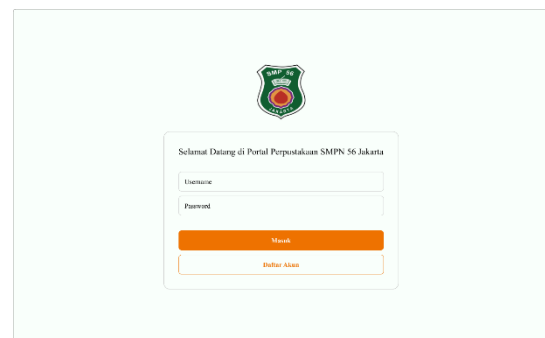 SMP 56
JAKARTA
Selamat Datang di Portal Perpustakaan SMPN 56 Jakarta
Username
Password
Masuk
Daftar Akun